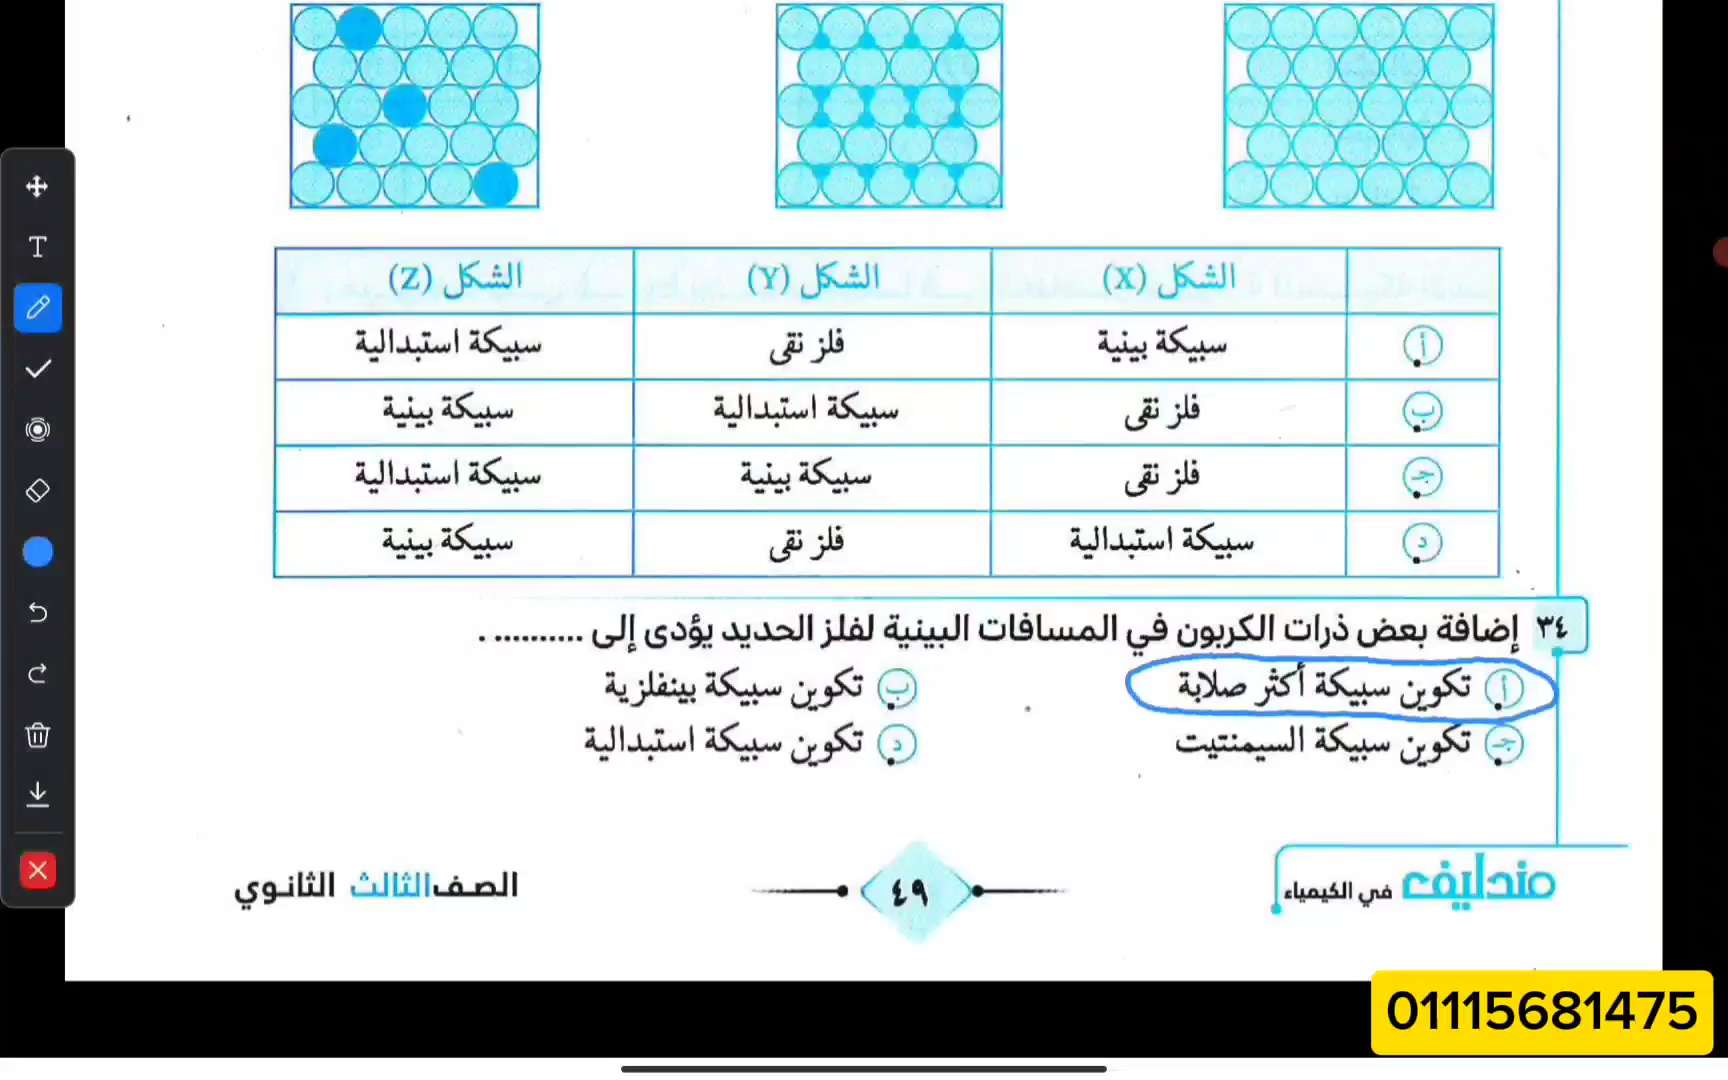 الشكل (X) الشكل (Y) الشكل (Z)
أ سبيكة بينية فلز نقى سبيكة استبدالية
ب فلز نقى سبيكة استبدالية سبيكة بينية
جـ فلز نقى سبيكة بينية سبيكة استبدالية
د سبيكة استبدالية فلز نقى سبيكة بينية
٣٤ إضافة بعض ذرات الكربون في المسافات البينية لفلز الحديد يؤدى إلى .......... .
أ تكوين سبيكة أكثر صلابة ب تكوين سبيكة بينفلزية
جـ تكوين سبيكة السيمنتيت د تكوين سبيكة استبدالية
مندليف في الكيمياء ٤٩ الصف الثالث الثانوي
01115681475
T